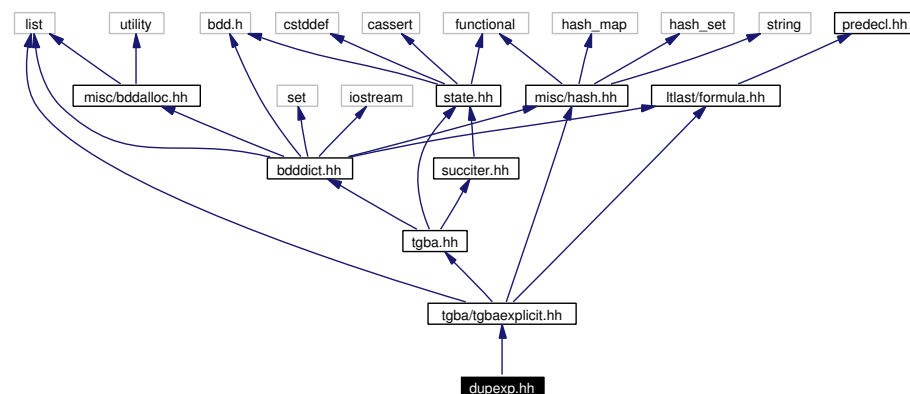 list
utility
bdd.h
cstddef
cassert
functional
hash_map
hash_set
string
predecl.hh
misc/bddalloc.hh
set
iostream
state.hh
misc/hash.hh
ltlast/formula.hh
bdddict.hh
succiter.hh
tgba.hh
tgba/tgbaexplicit.hh
dupexp.hh